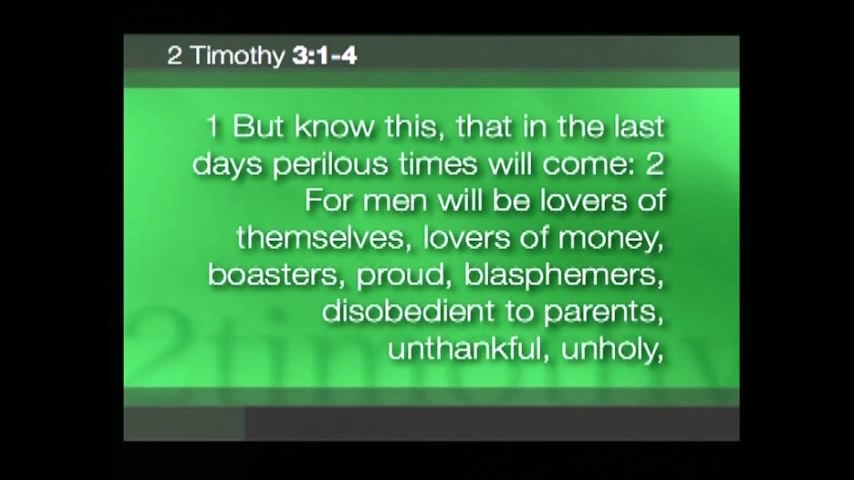 2 Timothy 3:1-4
1 But know this, that in the last
days perilous times will come: 2
For men will be lovers of
themselves, lovers of money,
boasters, proud, blasphemers,
disobedient to parents,
unthankful, unholy,
2timothy